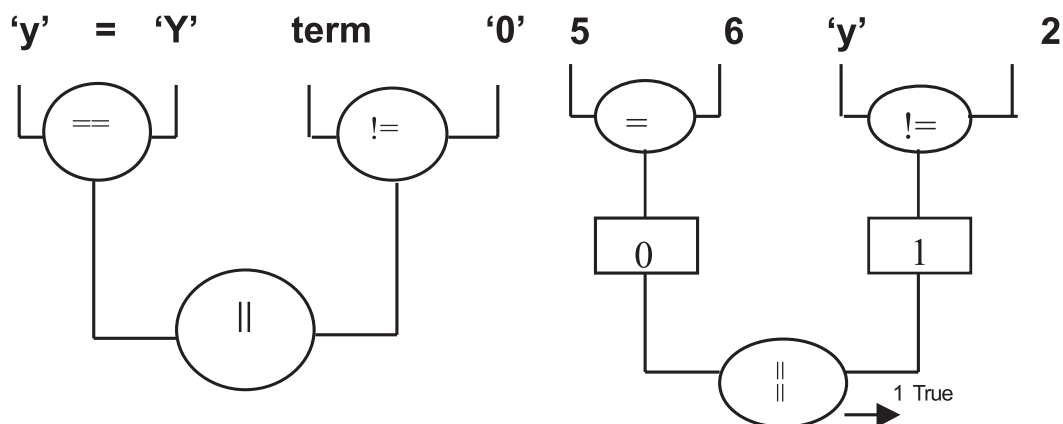 ‘y’ = ‘Y’ term ‘0’ 5 6 ‘y’ 2
== != = !=
0 1
||
||
||
1 True